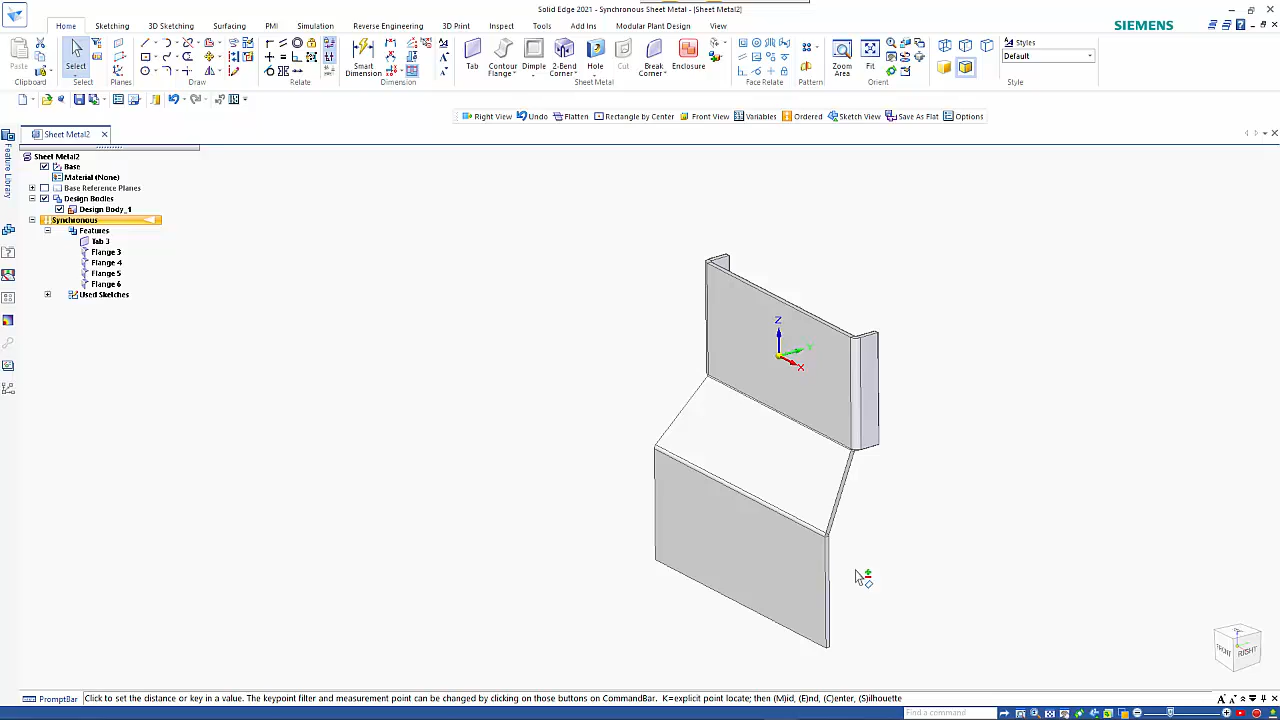 Solid Edge 2021 - Synchronous Sheet Metal - [Sheet Metal2]
Home Sketching 3D Sketching Surfacing PMI Simulation Reverse Engineering 3D Print Inspect Tools Add Ins Modular Plant Design View
SIEMENS
Paste
Select
Smart Dimension
Tab
Contour Flange
Dimple
2-Bend Corner
Hole
Cut
Break Corner
Enclosure
Zoom Area
Fit
Styles
Default
Clipboard Select Planes Draw Relate Dimension Sheet Metal Face Relate Pattern Orient Style
Right View Undo Flatten Rectangle by Center Front View Variables Ordered Sketch View Save As Flat Options
Sheet Metal2
Feature Library
Sheet Metal2
Base
Material (None)
Base Reference Planes
Design Bodies
Design Body_1
Synchronous
Features
Tab 3
Flange 3
Flange 4
Flange 5
Flange 6
Used Sketches
Z
Y
X
FRONT
RIGHT
PromptBar
Click to set the distance or key in a value. The keypoint filter and measurement point can be changed by clicking on those buttons on CommandBar. K=explicit point locate; then (M)id, (E)nd, (C)enter, (S)ilhouette
Find a command